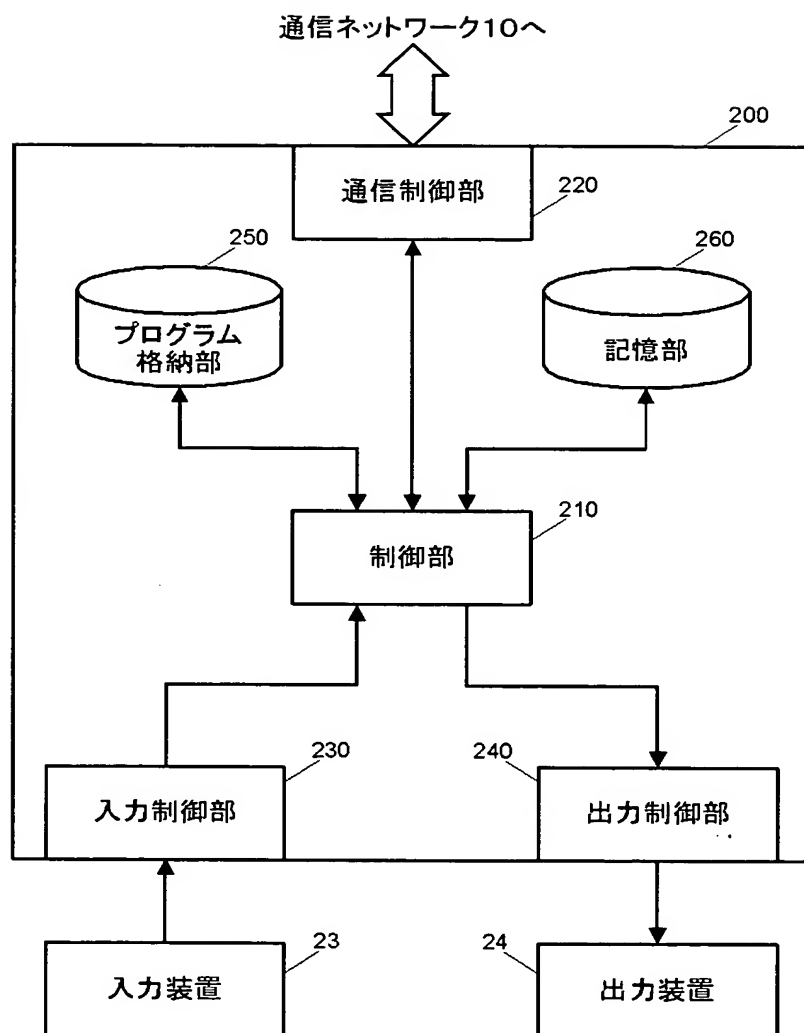 通信ネットワーク10へ
200
通信制御部
220
250
260
プログラム
格納部
記憶部
210
制御部
230
240
入力制御部
出力制御部
23
24
入力装置
出力装置